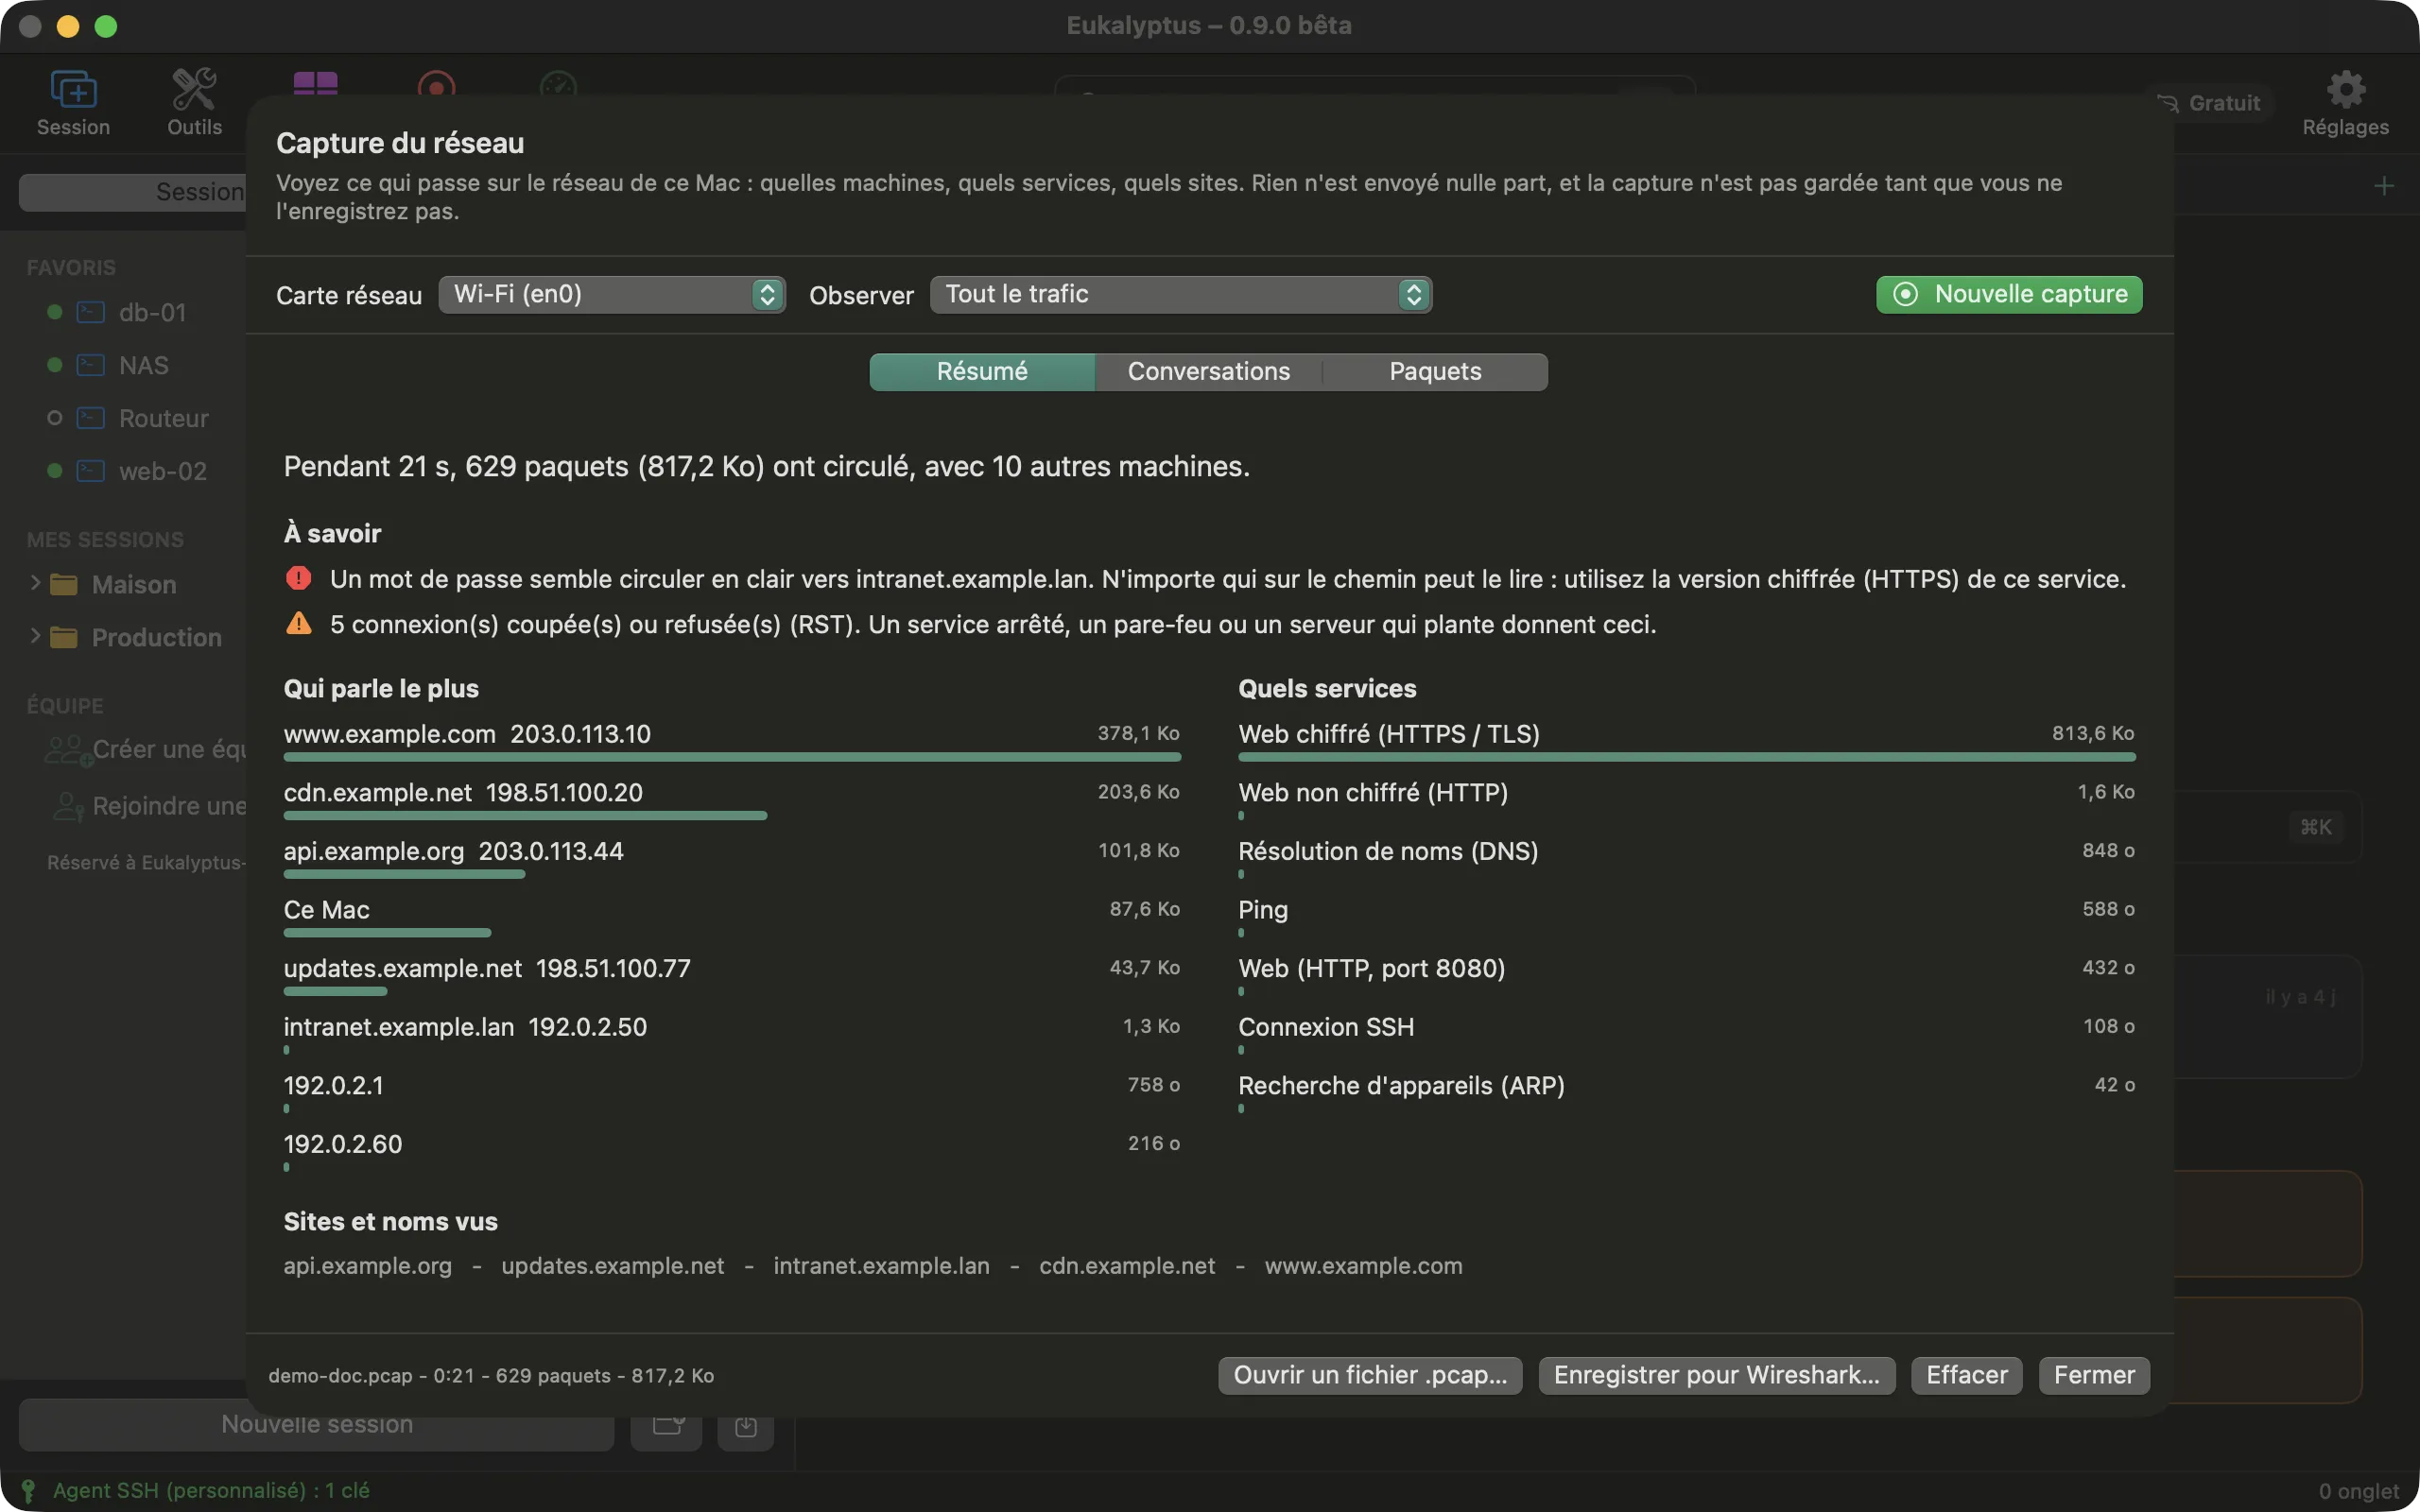 Eukalyptus – 0.9.0 bêta
Session
Outils
Gratuit
Réglages
Session
FAVORIS
db-01
NAS
Routeur
web-02
MES SESSIONS
Maison
Production
ÉQUIPE
Créer une équ
Rejoindre une
Réservé à Eukalyptus-
Capture du réseau
Voyez ce qui passe sur le réseau de ce Mac : quelles machines, quels services, quels sites. Rien n'est envoyé nulle part, et la capture n'est pas gardée tant que vous ne
l'enregistrez pas.
Carte réseau Wi-Fi (en0) Observer Tout le trafic Nouvelle capture
Résumé Conversations Paquets
Pendant 21 s, 629 paquets (817,2 Ko) ont circulé, avec 10 autres machines.
À savoir
Un mot de passe semble circuler en clair vers intranet.example.lan. N'importe qui sur le chemin peut le lire : utilisez la version chiffrée (HTTPS) de ce service.
5 connexion(s) coupée(s) ou refusée(s) (RST). Un service arrêté, un pare-feu ou un serveur qui plante donnent ceci.
Qui parle le plus
www.example.com 203.0.113.10 378,1 Ko
cdn.example.net 198.51.100.20 203,6 Ko
api.example.org 203.0.113.44 101,8 Ko
Ce Mac 87,6 Ko
updates.example.net 198.51.100.77 43,7 Ko
intranet.example.lan 192.0.2.50 1,3 Ko
192.0.2.1 758 o
192.0.2.60 216 o
Quels services
Web chiffré (HTTPS / TLS) 813,6 Ko
Web non chiffré (HTTP) 1,6 Ko
Résolution de noms (DNS) 848 o
Ping 588 o
Web (HTTP, port 8080) 432 o
Connexion SSH 108 o
Recherche d'appareils (ARP) 42 o
Sites et noms vus
api.example.org - updates.example.net - intranet.example.lan - cdn.example.net - www.example.com
demo-doc.pcap - 0:21 - 629 paquets - 817,2 Ko
Ouvrir un fichier .pcap... Enregistrer pour Wireshark... Effacer Fermer
⌘K
il y a 4 j
Nouvelle session
Agent SSH (personnalisé) : 1 clé
0 onglet